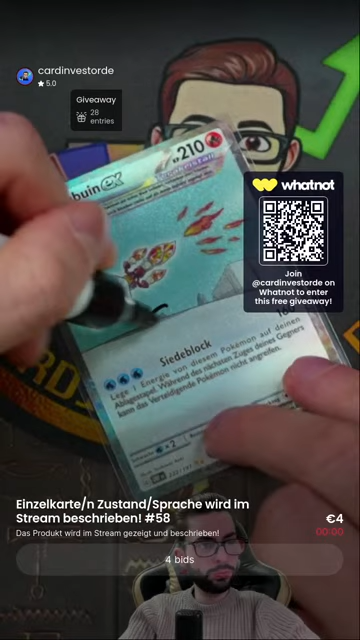 cardinvestorde
★ 5.0
Giveaway
28
entries
buin ex
210
whatnot
Join
@cardinvestorde on
Whatnot to enter
this free giveaway!
Siedeblock
Lege 1 Energie von diesem Pokémon auf deinen
Ablagestapel. Während des nächsten Zuges deines Gegners
kann das Verteidigende Pokémon nicht angreifen.
×2
Einzelkarte/n Zustand/Sprache wird im
Stream beschrieben! #58
€4
Das Produkt wird im Stream gezeigt und beschrieben!
00:00
4 bids